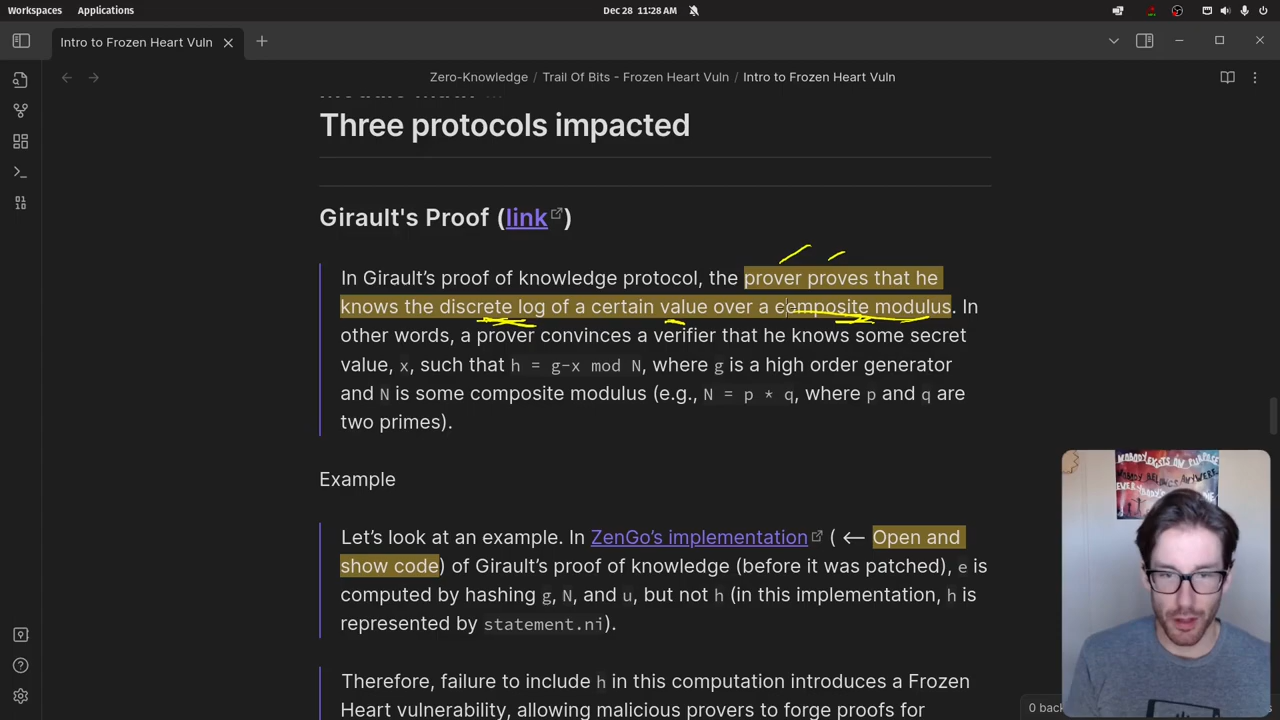 Workspaces Applications Dec 28 11:28 AM
Intro to Frozen Heart Vuln
Zero-Knowledge / Trail Of Bits - Frozen Heart Vuln / Intro to Frozen Heart Vuln
Three protocols impacted
Girault's Proof (link)
In Girault’s proof of knowledge protocol, the prover proves that he
knows the discrete log of a certain value over a composite modulus. In
other words, a prover convinces a verifier that he knows some secret
value, x, such that h = g-x mod N, where g is a high order generator
and N is some composite modulus (e.g., N = p * q, where p and q are
two primes).
Example
Let’s look at an example. In ZenGo’s implementation ( <— Open and
show code) of Girault’s proof of knowledge (before it was patched), e is
computed by hashing g, N, and u, but not h (in this implementation, h is
represented by statement.ni).
Therefore, failure to include h in this computation introduces a Frozen
Heart vulnerability, allowing malicious provers to forge proofs for
0 back